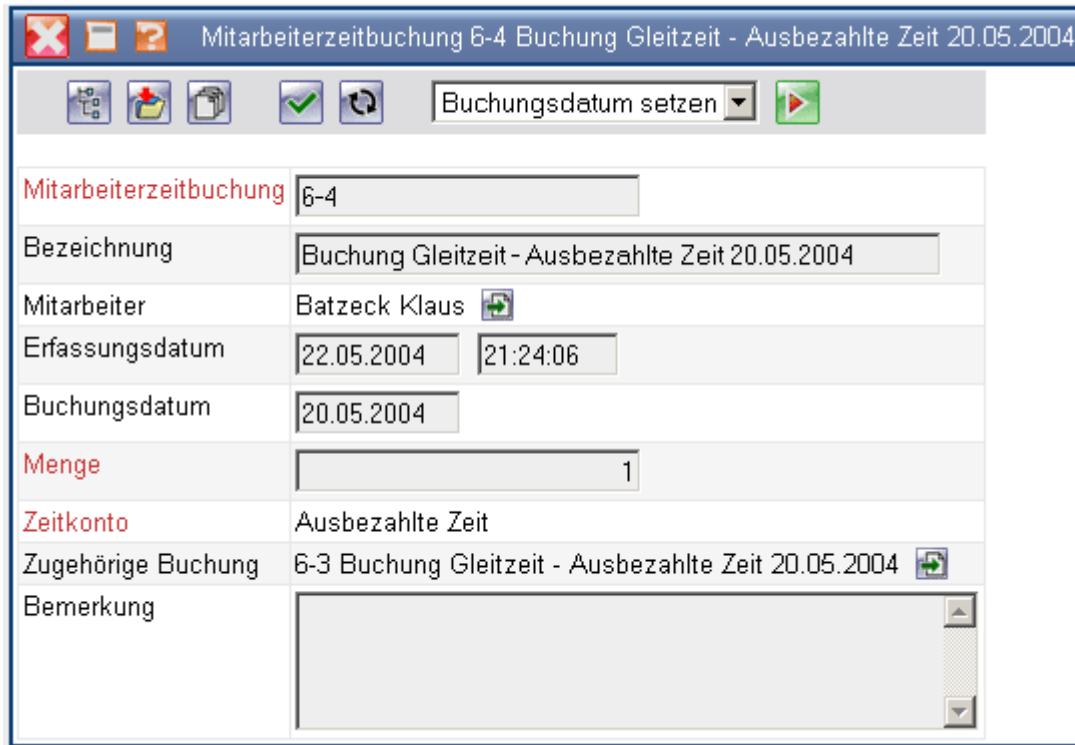 Mitarbeiterzeitbuchung 6-4 Buchung Gleitzeit - Ausbezahlte Zeit 20.05.2004
Buchungsdatum setzen
Mitarbeiterzeitbuchung 6-4
Bezeichnung Buchung Gleitzeit - Ausbezahlte Zeit 20.05.2004
Mitarbeiter Batzeck Klaus
Erfassungsdatum 22.05.2004 21:24:06
Buchungsdatum 20.05.2004
Menge 1
Zeitkonto Ausbezahlte Zeit
Zugehörige Buchung 6-3 Buchung Gleitzeit - Ausbezahlte Zeit 20.05.2004
Bemerkung